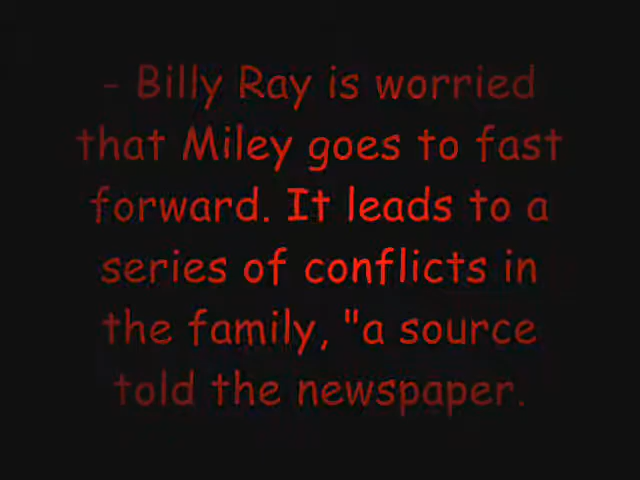 - Billy Ray is worried
that Miley goes to fast
forward. It leads to a
series of conflicts in
the family, "a source
told the newspaper.